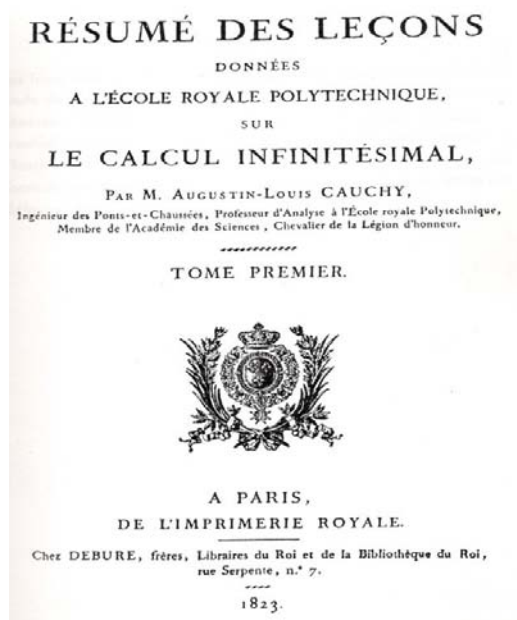 RÉSUMÉ DES LEÇONS
DONNÉES
A L'ÉCOLE ROYALE POLYTECHNIQUE,
SUR
LE CALCUL INFINITÉSIMAL,
PAR M. AUGUSTIN-LOUIS CAUCHY,
Ingénieur des Ponts-et-Chaussées, Professeur d'Analyse à l'École royale Polytechnique,
Membre de l'Académie des Sciences, Chevalier de la Légion d'honneur.
TOME PREMIER.
A PARIS,
DE L'IMPRIMERIE ROYALE.
Chez DEBURE, frères, Libraires du Roi et de la Bibliothèque du Roi,
rue Serpente, n.° 7.
1823.